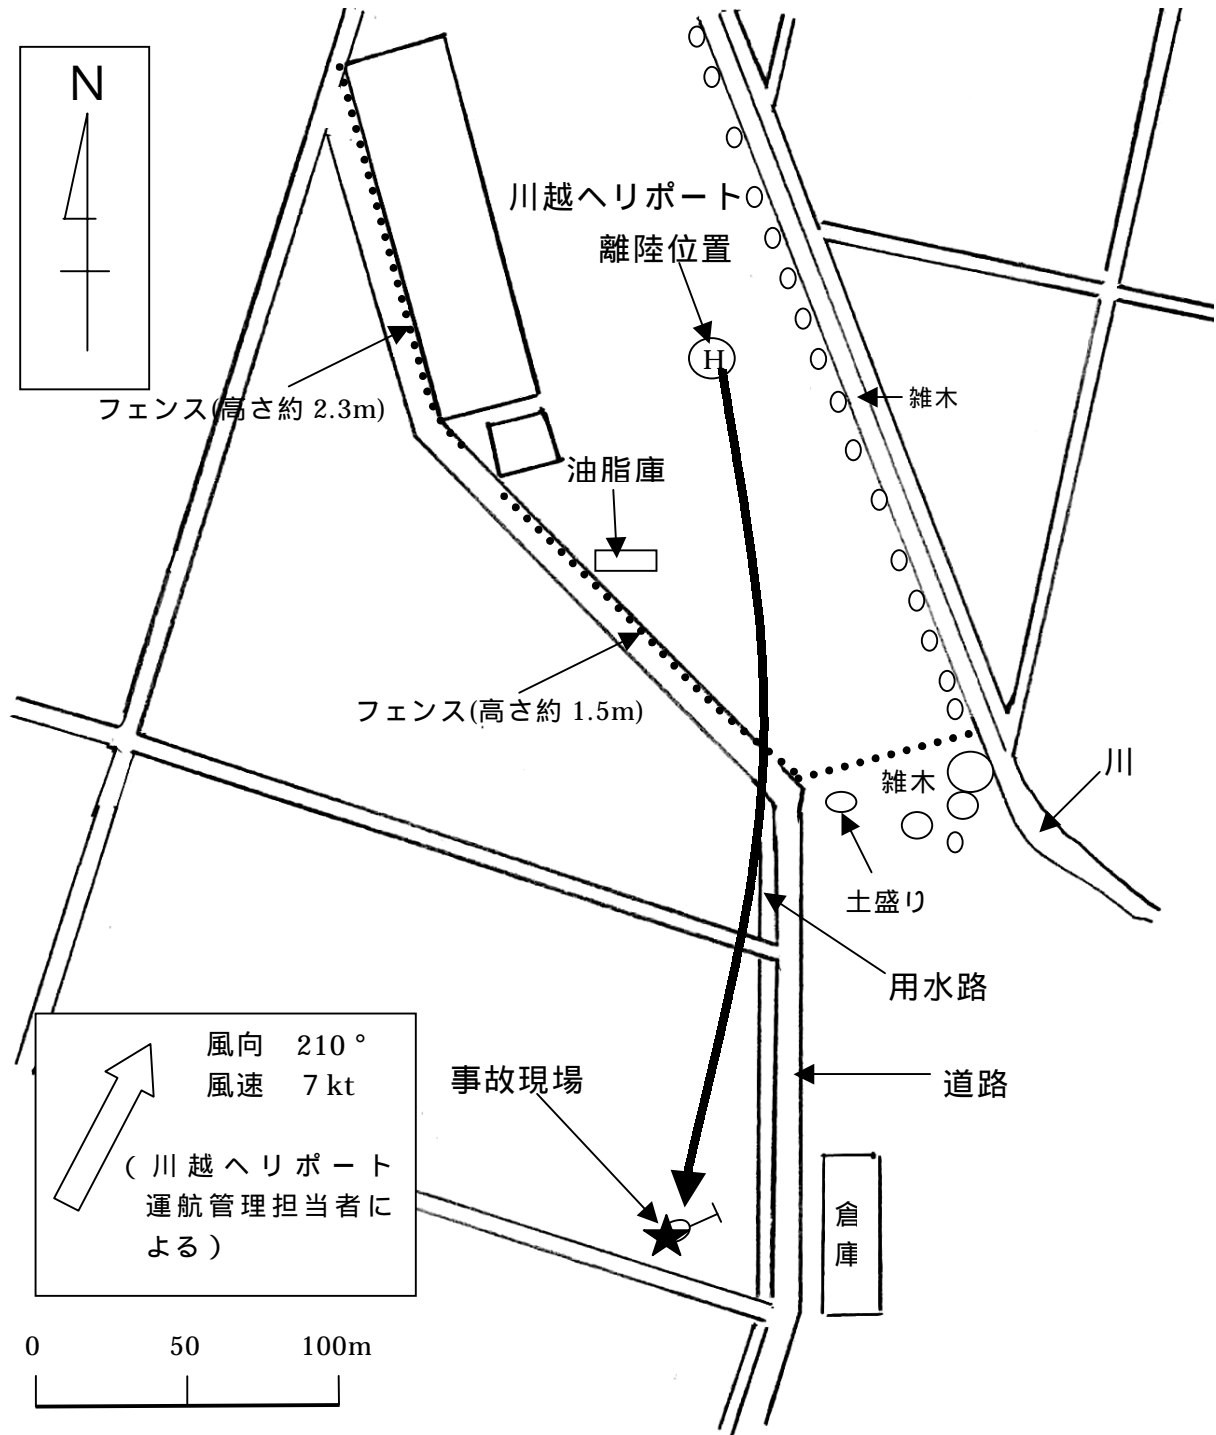 N
川越ヘリポート
離陸位置
H
雑木
フェンス(高さ約 2.3m)
油脂庫
フェンス(高さ約 1.5m)
川
雑木
土盛り
用水路
風向 210 °
風速 7 kt
(川越ヘリポート
運航管理担当者に
よる)
事故現場
道路
倉
庫
0 50 100m